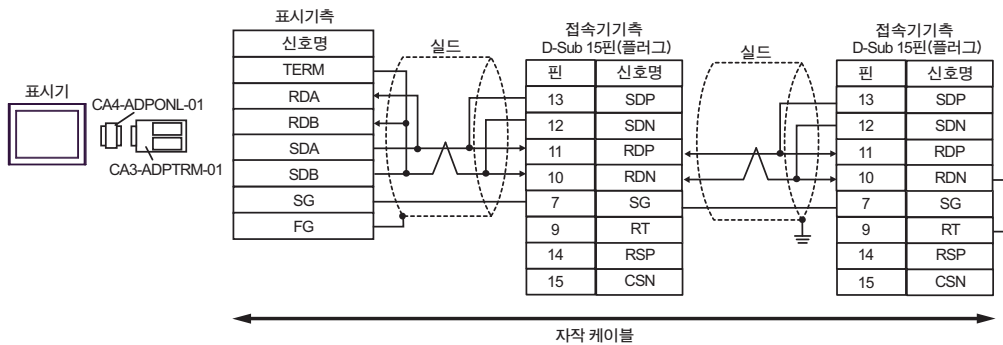 표시기
CA4-ADPONL-01
CA3-ADPTRM-01
표시기측
신호명
TERM
RDA
RDB
SDA
SDB
SG
FG
실드
접속기기측
D-Sub 15핀(플러그)
핀 신호명
13 SDP
12 SDN
11 RDP
10 RDN
7 SG
9 RT
14 RSP
15 CSN
실드
접속기기측
D-Sub 15핀(플러그)
핀 신호명
13 SDP
12 SDN
11 RDP
10 RDN
7 SG
9 RT
14 RSP
15 CSN
자작 케이블